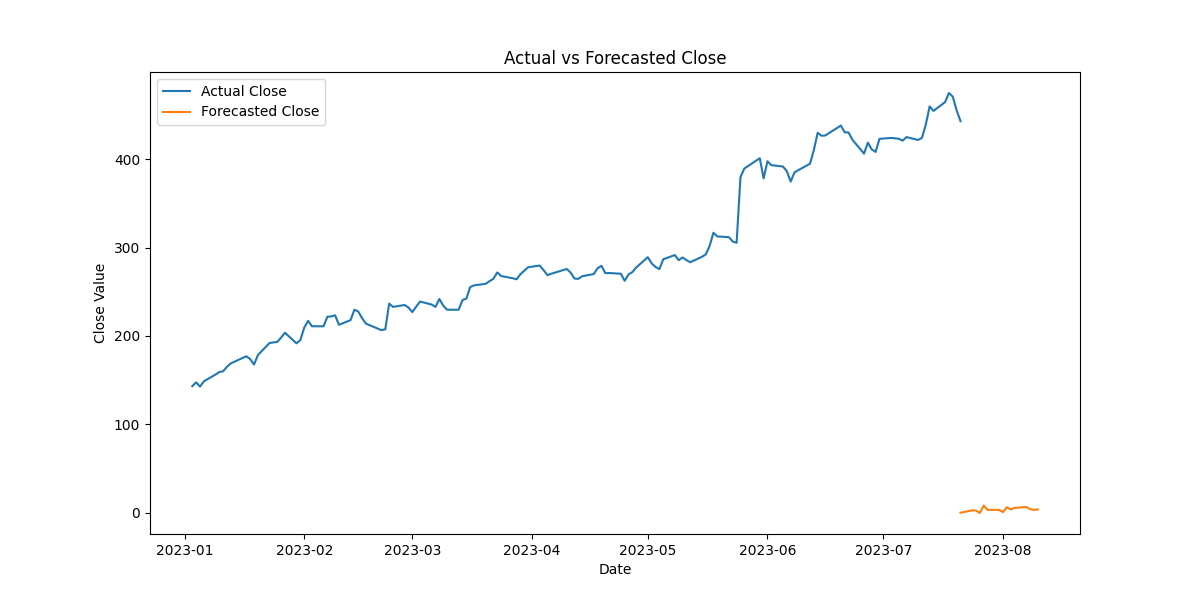 Actual vs Forecasted Close
Actual Close
Forecasted Close
Close Value
400
300
200
100
0
2023-01 2023-02 2023-03 2023-04 2023-05 2023-06 2023-07 2023-08
Date